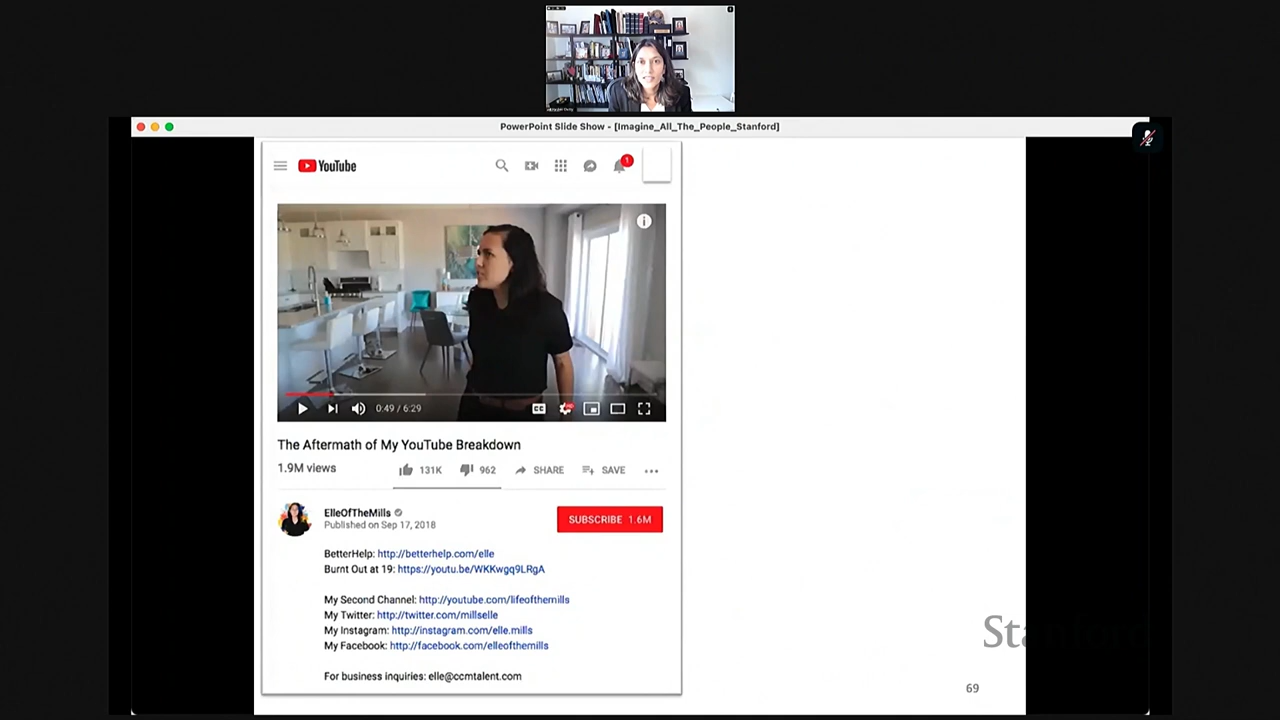 PowerPoint Slide Show - [Imagine_All_The_People_Stanford]
YouTube
1
i
0:49 / 6:29
CC
The Aftermath of My YouTube Breakdown
1.9M views
131K
962
SHARE
SAVE
ElleOfTheMills
Published on Sep 17, 2018
SUBSCRIBE 1.6M
BetterHelp: http://betterhelp.com/elle
Burnt Out at 19: https://youtu.be/WKKwgq9LRgA
My Second Channel: http://youtube.com/lifeofthemills
My Twitter: http://twitter.com/millselle
My Instagram: http://instagram.com/elle.mills
My Facebook: http://facebook.com/elleofthemills
For business inquiries: elle@ccmtalent.com
Stanford
69